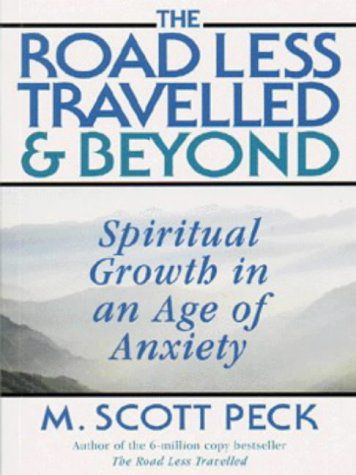 THE
ROAD LESS
TRAVELLED
& BEYOND
Spiritual
Growth in
an Age of
Anxiety
M. SCOTT PECK
Author of the 6-million copy bestseller
The Road Less Travelled